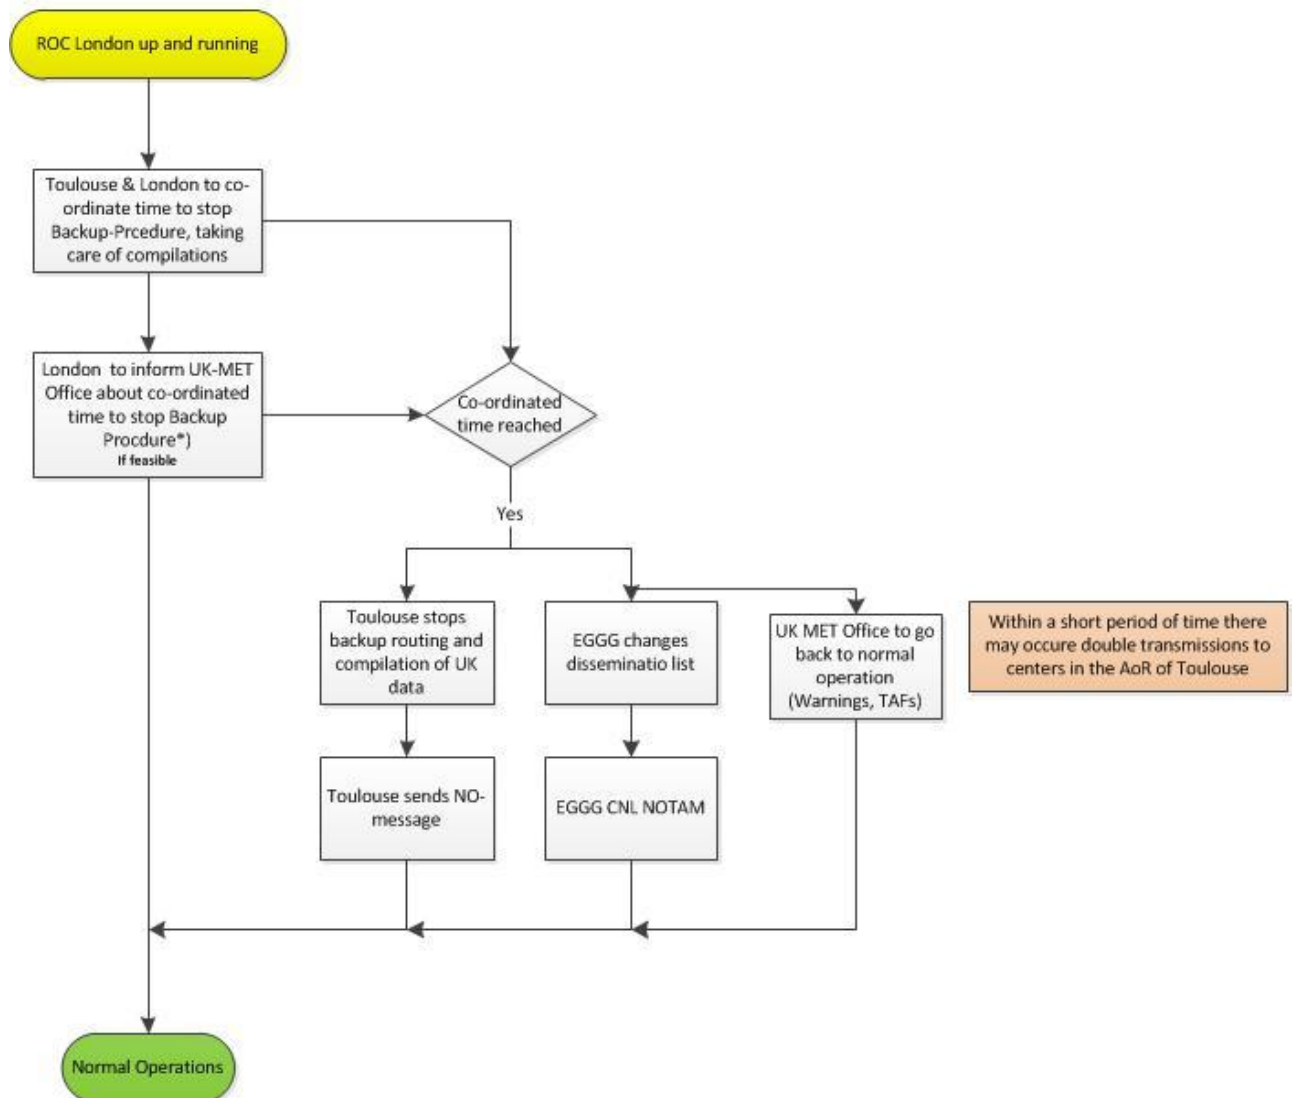 ROC London up and running
Toulouse & London to co-
ordinate time to stop
Backup-Prcedure, taking
care of compilations
London to inform UK-MET
Office about co-ordinated
time to stop Backup
Procdure*)
If feasible
Co-ordinated
time reached
Yes
Toulouse stops
backup routing and
compilation of UK
data
EGGG changes
disseminatio list
UK MET Office to go
back to normal
operation
(Warnings, TAFs)
Within a short period of time there
may occure double transmissions to
centers in the AoR of Toulouse
Toulouse sends NO-
message
EGGG CNL NOTAM
Normal Operations